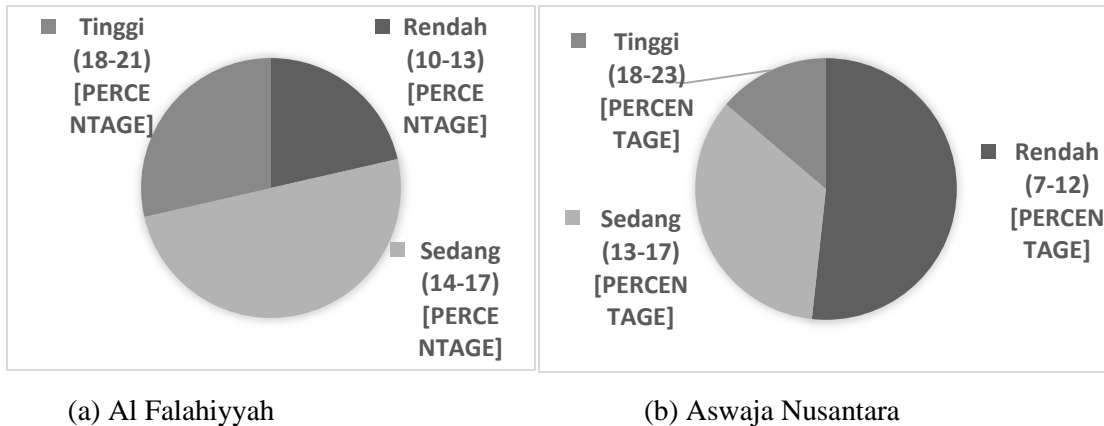 Tinggi
(18-21)
[PERCE
NTAGE]
Rendah
(10-13)
[PERCE
NTAGE]
Sedang
(14-17)
[PERCE
NTAGE]
Tinggi
(18-23)
[PERCEN
TAGE]
Rendah
(7-12)
[PERCEN
TAGE]
Sedang
(13-17)
[PERCEN
TAGE]
(a) Al Falahiyyah
(b) Aswaja Nusantara